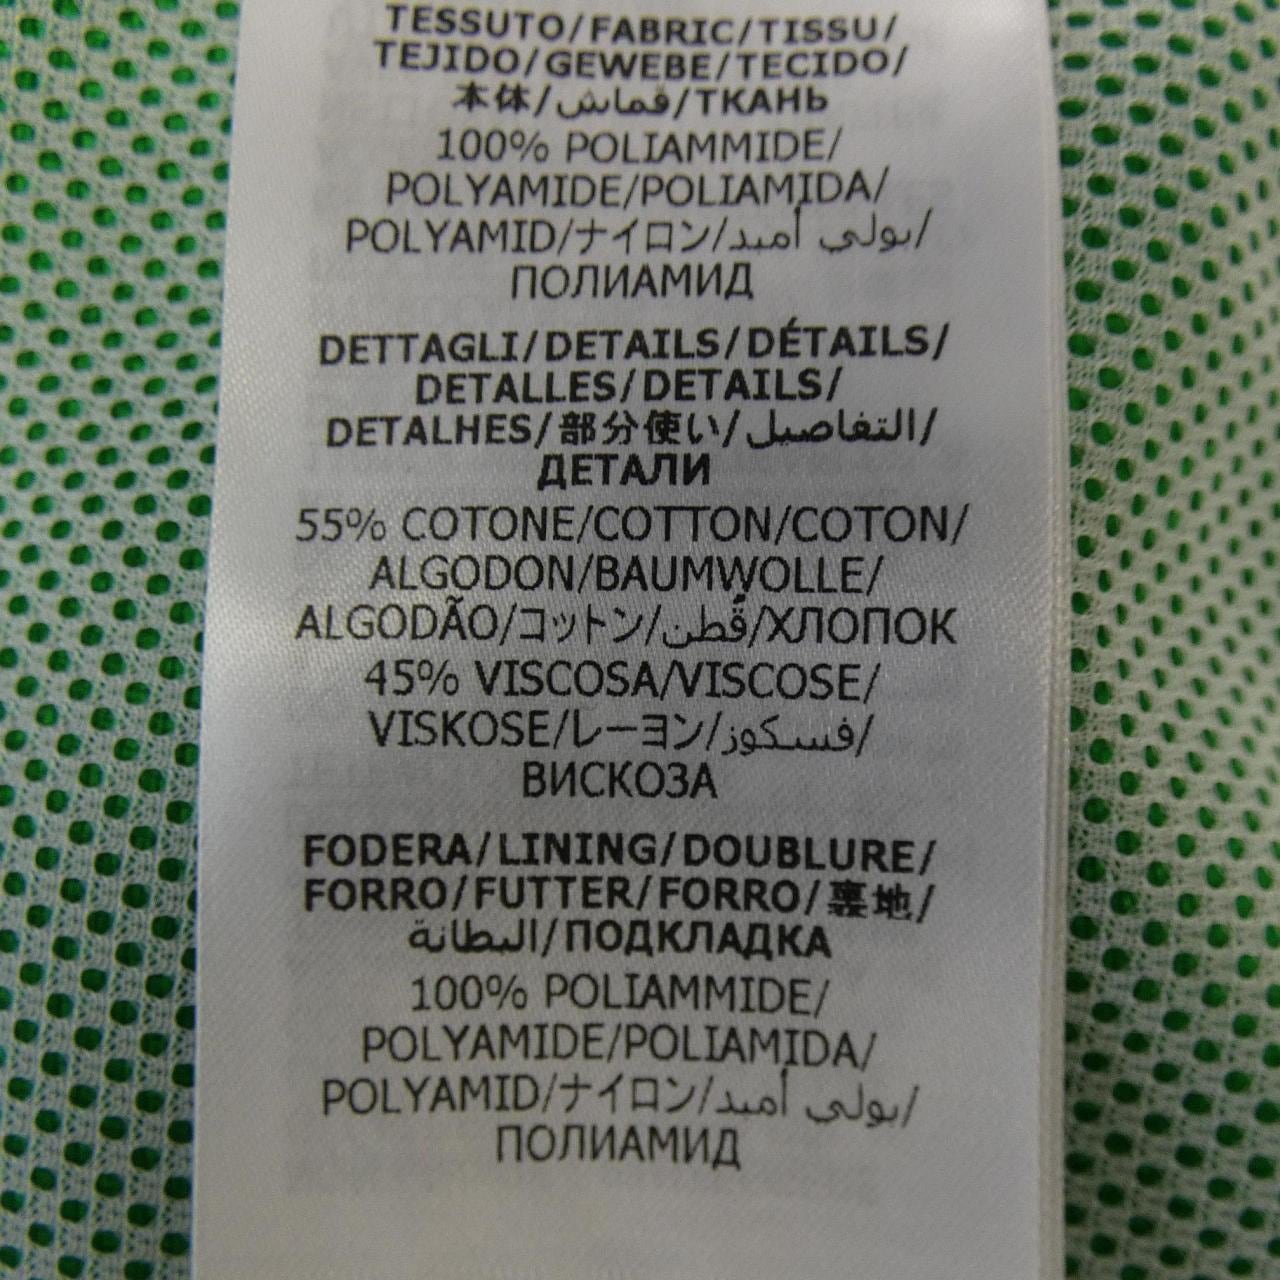 TESSUTO/FABRIC/TISSU/
TEJIDO/GEWEBE/TECIDO/
本体/قماش/ТКАНЬ
100% POLIAMMIDE/
POLYAMIDE/POLIAMIDA/
POLYAMID/ナイロン/بولي أميد/
ПОЛИАМИД
DETTAGLI/DETAILS/DÉTAILS/
DETALLES/DETAILS/
DETALHES/部分使い/التفاصيل/
ДЕТАЛИ
55% COTONE/COTTON/COTON/
ALGODON/BAUMWOLLE/
ALGODÃO/コットン/قُطن/ХЛОПОК
45% VISCOSA/VISCOSE/
VISKOSE/レーヨン/فسكوز/
ВИСКОЗА
FODERA/LINING/DOUBLURE/
FORRO/FUTTER/FORRO/裏地/
البطانة/ПОДКЛАДКА
100% POLIAMMIDE/
POLYAMIDE/POLIAMIDA/
POLYAMID/ナイロン/بولي أميد/
ПОЛИАМИД